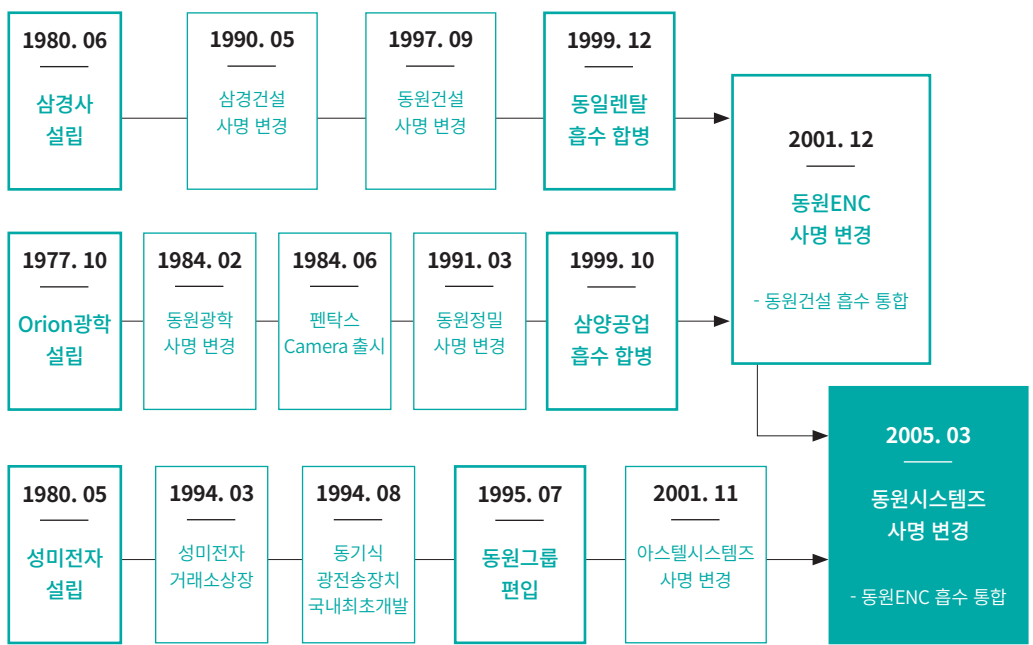 1980. 06
삼경사
설립
1990. 05
삼경건설
사명 변경
1997. 09
동원건설
사명 변경
1999. 12
동일렌탈
흡수 합병
2001. 12
동원ENC
사명 변경
- 동원건설 흡수 통합
1977. 10
Orion광학
설립
1984. 02
동원광학
사명 변경
1984. 06
펜탁스
Camera 출시
1991. 03
동원정밀
사명 변경
1999. 10
삼양공업
흡수 합병
1980. 05
성미전자
설립
1994. 03
성미전자
거래소상장
1994. 08
동기식
광전송장치
국내최초개발
1995. 07
동원그룹
편입
2001. 11
아스텔시스템즈
사명 변경
2005. 03
동원시스템즈
사명 변경
- 동원ENC 흡수 통합